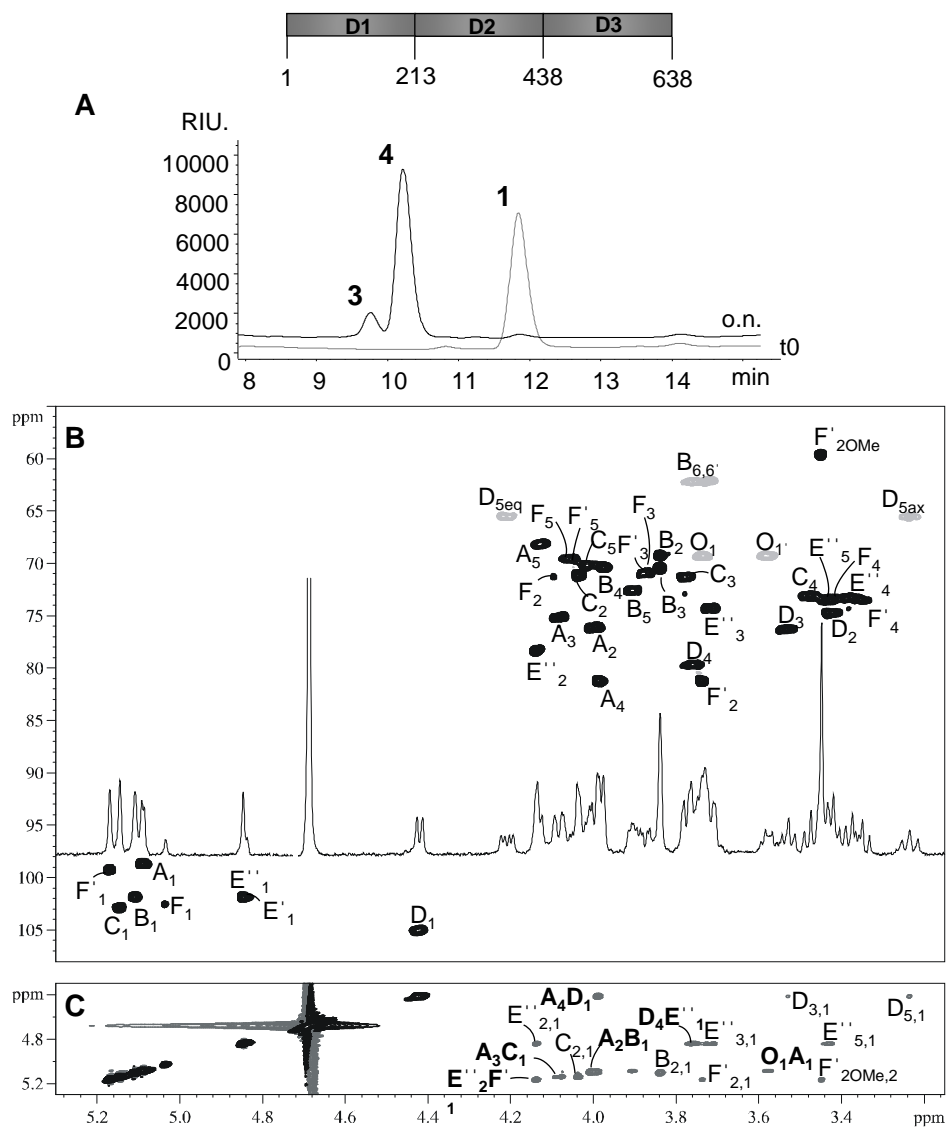 D1 D2 D3
1 213 438 638
A
RIU.
10000
8000
6000
4000
2000
0
4
1
3
o.n.
t0
8 9 10 11 12 13 14 min
ppm
B
60
65
70
75
80
85
90
95
100
105
F'2OMe
B6,6'
D5eq
D5ax
F5
F'5
F3
A5
C5
F'3
B2
O1
O1'
E''5
F4
F2
C2
B4
B3
C3
C4
E''4
B5
A3
A2
E''3
D3
D2
F'4
E''2
D4
A4
F'2
F'1
A1
C1
B1
F1
E''1
E'1
D1
C
ppm
4.8
5.2
A4D1
D3,1
D5,1
E''2,1
D4E''1
E''3,1
E''5,1
A3C1
C2,1
A2B1
B2,1
O1A1
E''2F'1
F'2,1
F'2OMe,2
5.2 5.0 4.8 4.6 4.4 4.2 4.0 3.8 3.6 3.4 ppm